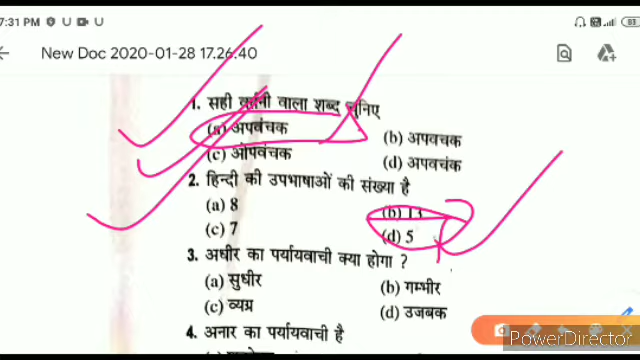 7:31 PM
83
New Doc 2020-01-28 17.26.40
1. सही वर्तनी वाला शब्द चुनिए
(a) अपवंचक (b) अपवचक
(c) ओपवंचक (d) अपवचंक
2. हिन्दी की उपभाषाओं की संख्या है
(a) 8 (b) 13
(c) 7 (d) 5
3. अधीर का पर्यायवाची क्या होगा ?
(a) सुधीर (b) गम्भीर
(c) व्यग्र (d) उजबक
4. अनार का पर्यायवाची है
PowerDirector